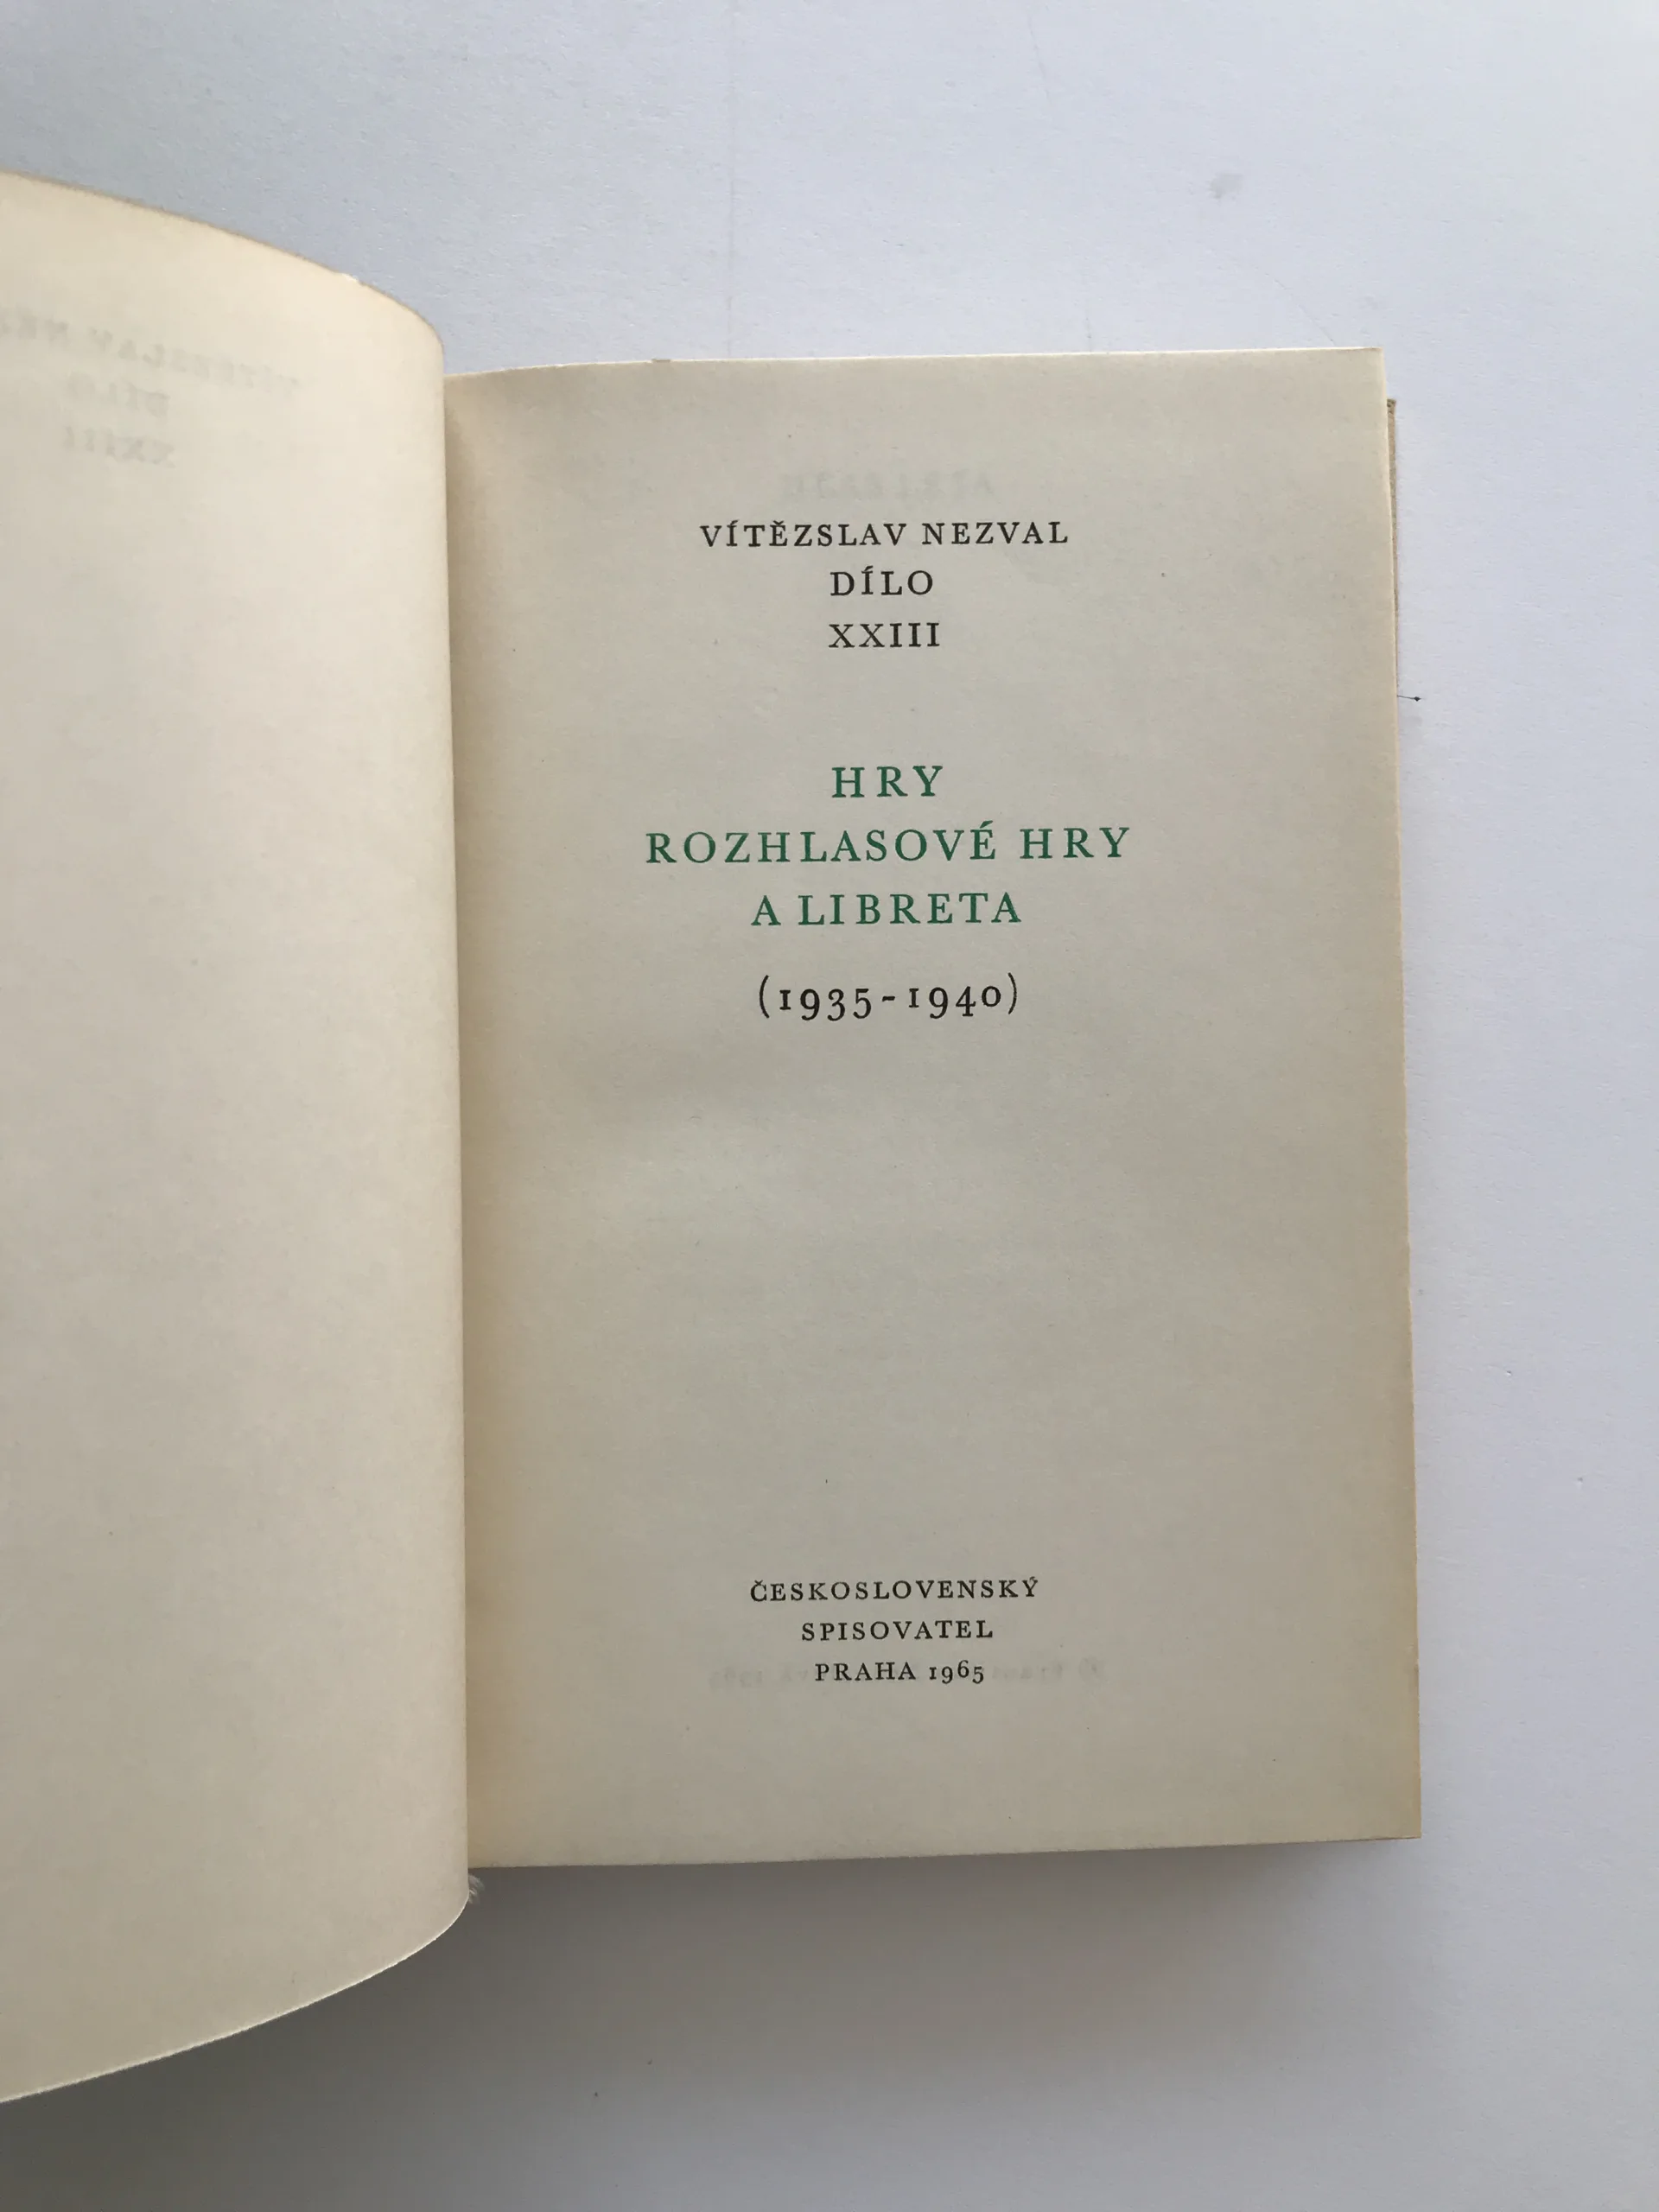 VÍTĚZSLAV NEZVAL
DÍLO
XXIII
HRY
ROZHLASOVÉ HRY
A LIBRETA
(1935-1940)
ČESKOSLOVENSKÝ
SPISOVATEL
PRAHA 1965